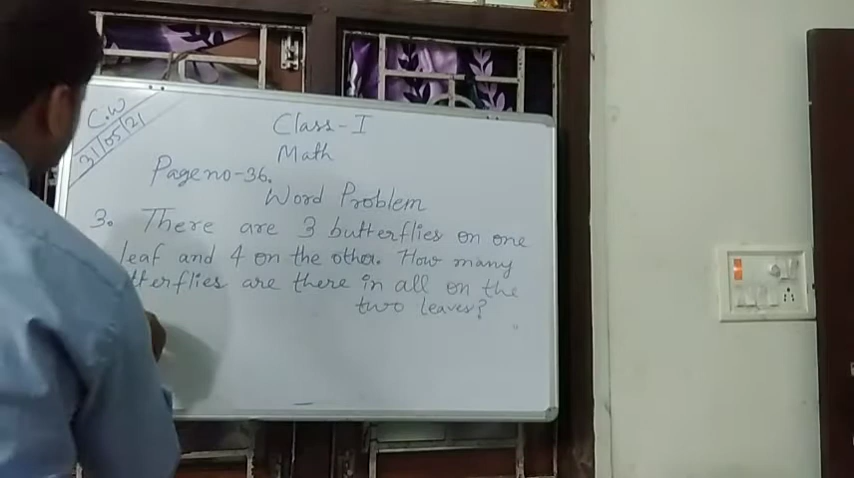 C.W
31/05/21
Class-I
Math
Page no-36.
Word Problem
3. There are 3 butterflies on one
leaf and 4 on the other. How many
are there in all on the
two leaves?